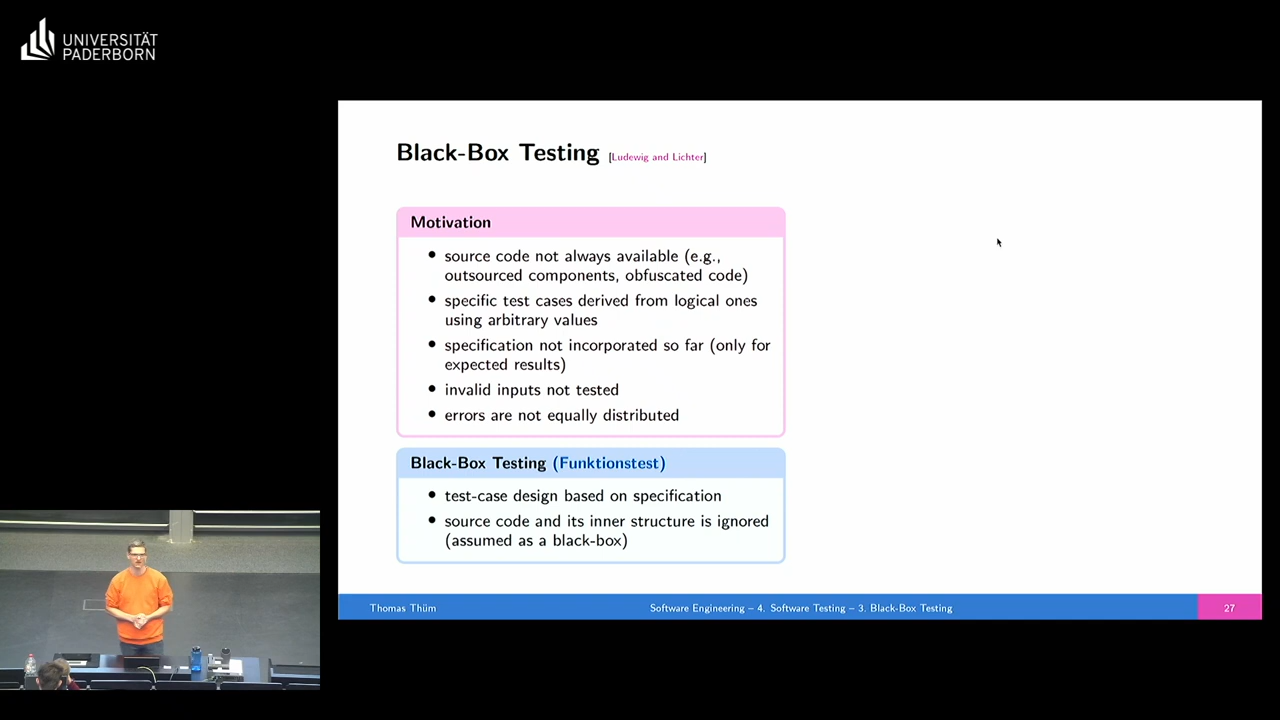 UNIVERSITÄT
PADERBORN
Black-Box Testing [Ludewig and Lichter]
Motivation
• source code not always available (e.g.,
outsourced components, obfuscated code)
• specific test cases derived from logical ones
using arbitrary values
• specification not incorporated so far (only for
expected results)
• invalid inputs not tested
• errors are not equally distributed
Black-Box Testing (Funktionstest)
• test-case design based on specification
• source code and its inner structure is ignored
(assumed as a black-box)
Thomas Thüm
Software Engineering – 4. Software Testing – 3. Black-Box Testing
27